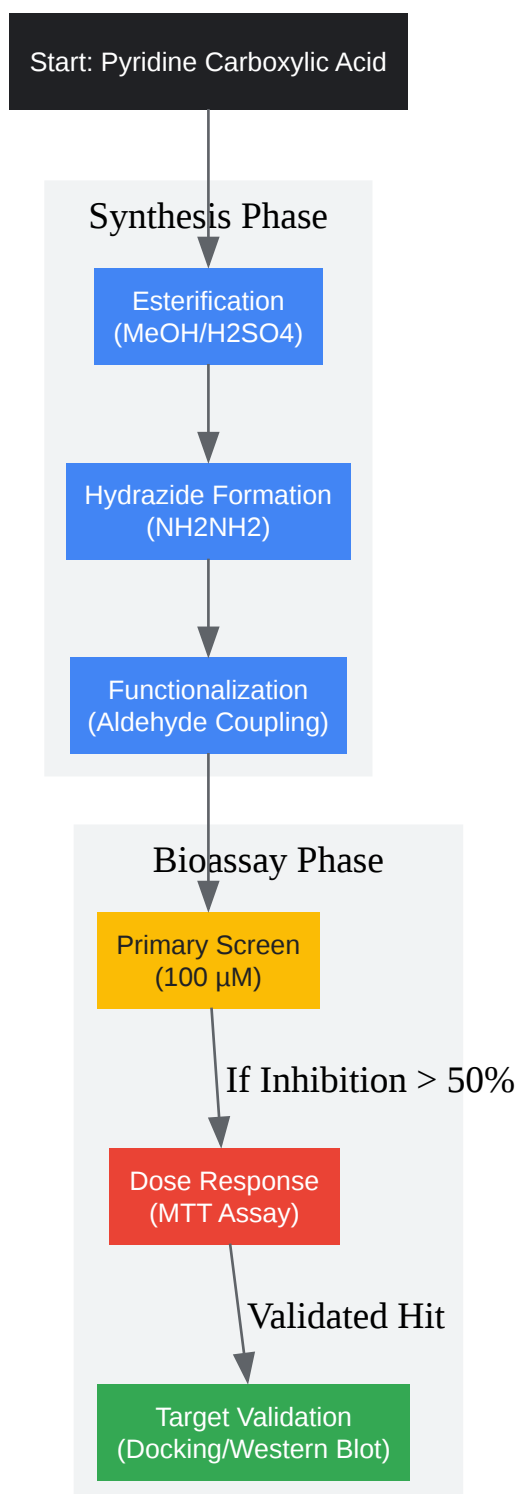 Start: Pyridine Carboxylic Acid
Synthesis Phase
Esterification
(MeOH/H2SO4)
Hydrazide Formation
(NH2NH2)
Functionalization
(Aldehyde Coupling)
Bioassay Phase
Primary Screen
(100 µM)
If Inhibition > 50%
Dose Response
(MTT Assay)
Validated Hit
Target Validation
(Docking/Western Blot)